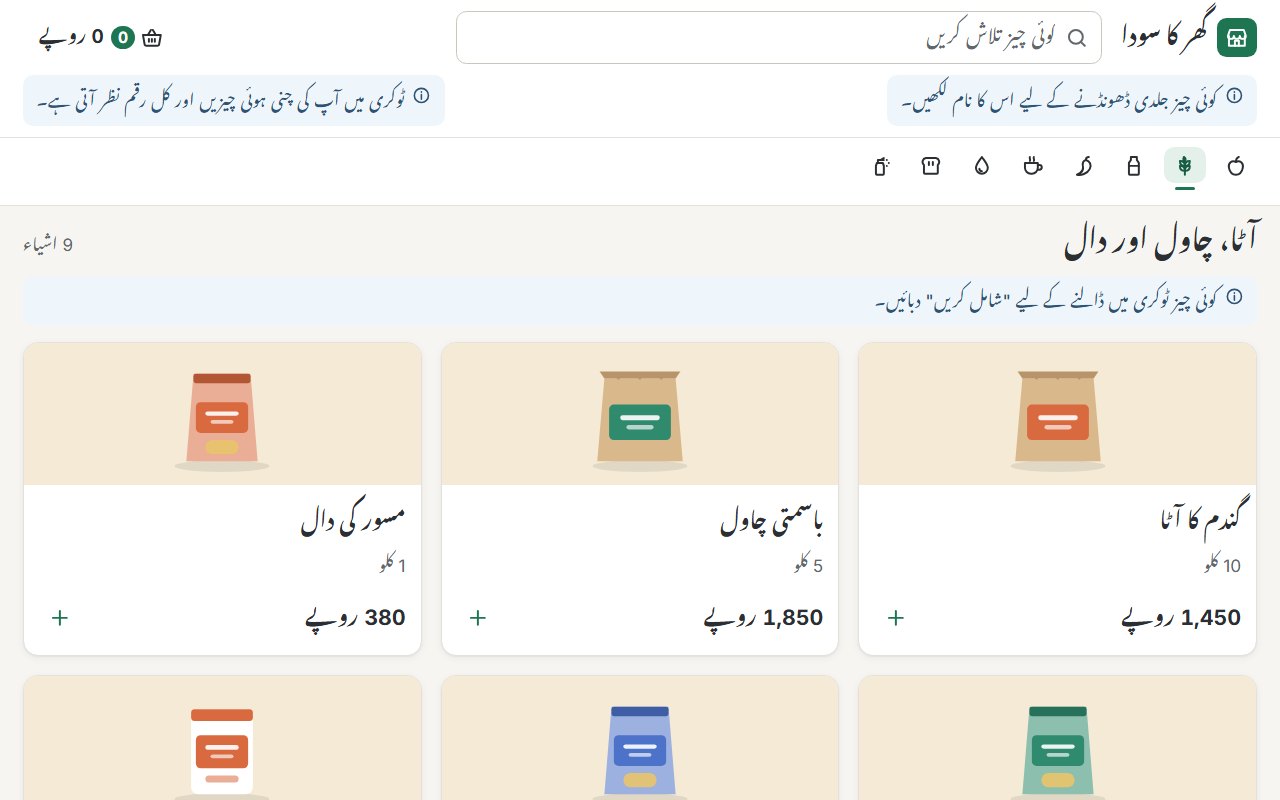 گھر کا سودا
کوئی چیز تلاش کریں
0 0 روپے
کوئی چیز جلدی ڈھونڈنے کے لیے اس کا نام لکھیں۔
ٹوکری میں آپ کی چنی ہوئی چیزیں اور کل رقم نظر آتی ہے۔
آٹا، چاول اور دال
9 اشیاء
کوئی چیز ٹوکری میں ڈالنے کے لیے "شامل کریں" دبائیں۔
گندم کا آٹا
10 کلو
1,450 روپے
باسمتی چاول
5 کلو
1,850 روپے
مسور کی دال
1 کلو
380 روپے